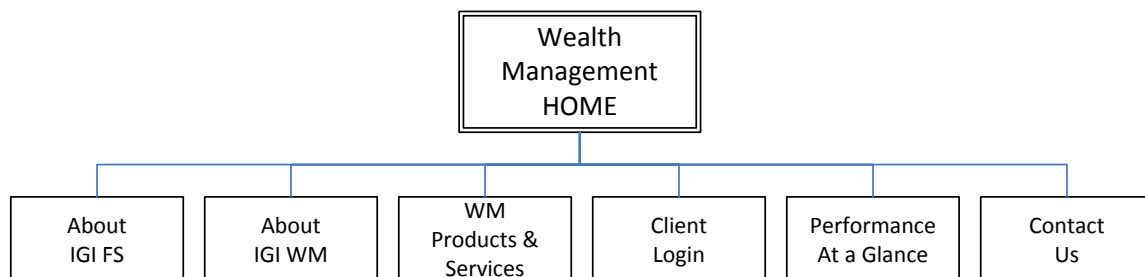 Wealth
Management
HOME
About
IGI FS
About
IGI WM
WM
Products &
Services
Client
Login
Performance
At a Glance
Contact
Us